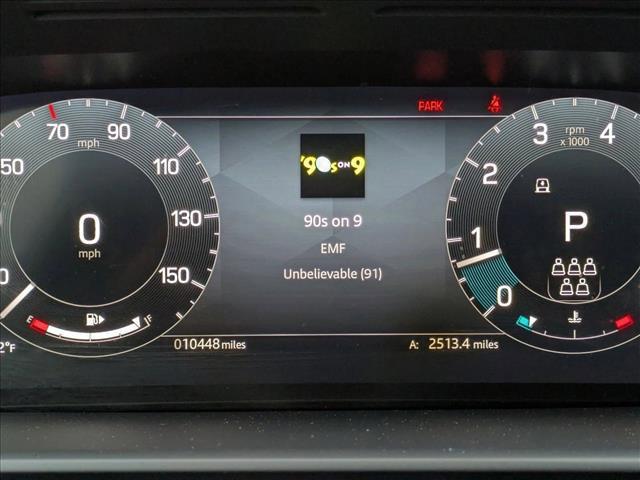 PARK
50 70 90 110 130 150
mph
0
mph
E F
2°F
'90s ON 9
90s on 9
EMF
Unbelievable (91)
010448 miles
A: 2513.4 miles
0 1 2 3 4
rpm
x 1000
P